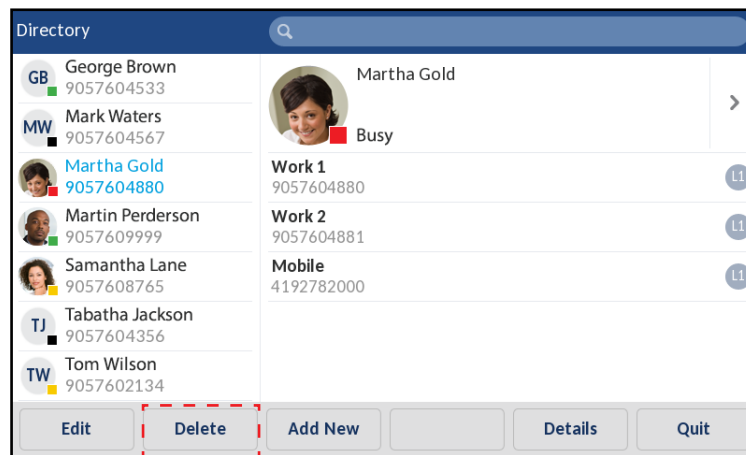 Directory
GB
George Brown
9057604533
MW
Mark Waters
9057604567
Martha Gold
9057604880
Martin Perderson
9057609999
Samantha Lane
9057608765
TJ
Tabatha Jackson
9057604356
TW
Tom Wilson
9057602134
Martha Gold
Busy
Work 1
9057604880
L1
Work 2
9057604881
L1
Mobile
4192782000
L1
Edit
Delete
Add New
Details
Quit